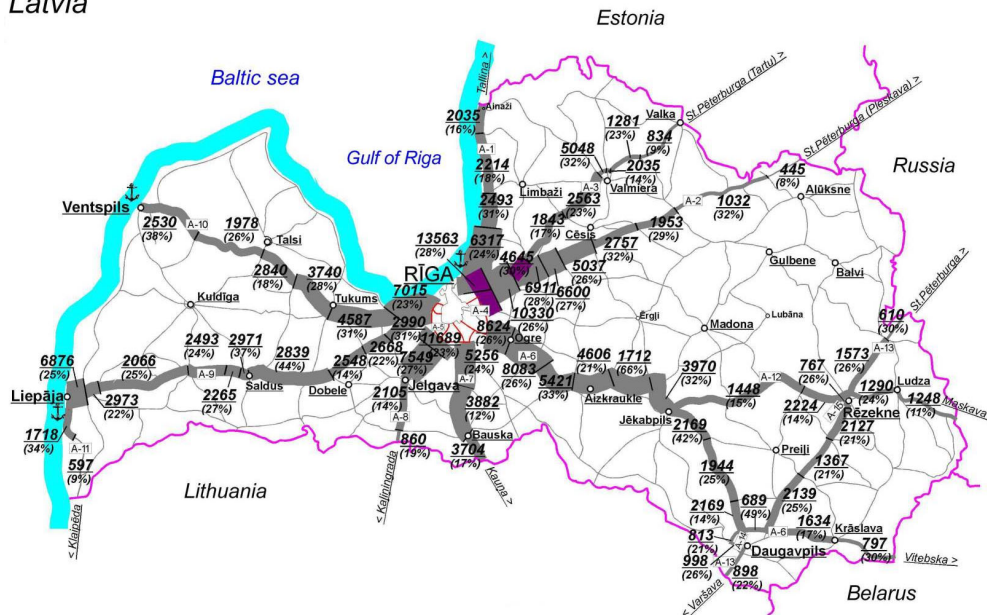 Latvia
Estonia
Baltic sea
Gulf of Riga
Russia
Lithuania
Belarus
Tallina >
Ainaži
2035
(16%)
A-1
2214
(18%)
2493
(31%)
6317
(24%)
13563
(28%)
RĪGA
7015
(23%)
Limbaži
1281
(23%)
Valka
St Pēterburga (Tartu) >
834
(9%)
5048
(32%)
2035
(14%)
A-3
Valmiera
2563
(23%)
St Pēterburga (Pleskava) >
445
(8%)
Alūksne
1032
(32%)
A-2
1953
(29%)
1843
(17%)
Cēsis
2757
(32%)
4645
(30%)
5037
(26%)
6911
(28%)
6600
(27%)
Gulbene
Balvi
St Pēterburga >
Ventspils
2530
(38%)
A-10
1978
(26%)
Talsi
2840
(18%)
3740
(28%)
Tukums
4587
(31%)
Kuldīga
2990
(31%)
A-5
A-4
11689
(23%)
8624
(26%)
10330
(26%)
Ogre
Ērgļi
Madona
Lubāna
610
(30%)
A-13
6876
(25%)
2066
(25%)
2493
(24%)
2971
(37%)
2839
(44%)
2548
(14%)
2668
(22%)
7549
(27%)
5256
(24%)
8083
(26%)
A-6
4606
(21%)
1712
(66%)
3970
(32%)
1448
(15%)
A-12
767
(26%)
1573
(26%)
1290
(24%)
Ludza
1248
(11%)
Maskava
Liepāja
2973
(22%)
A-9
2265
(27%)
Saldus
Dobele
Jelgava
2105
(14%)
A-8
A-7
3882
(12%)
5421
(33%)
Aizkraukle
Jēkabpils
2169
(42%)
2224
(14%)
A-15
Rēzekne
2127
(21%)
1718
(34%)
A-11
597
(9%)
< Klaipēda
860
(19%)
< Kaļiningrada
Bauska
3704
(17%)
Kauņa >
Preiļi
1367
(21%)
1944
(25%)
2139
(25%)
2169
(14%)
689
(49%)
1634
(17%)
Krāslava
A-6
797
(30%)
Vitebska >
813
(21%)
A-14
Daugavpils
998
(26%)
A-13
898
(22%)
< Varšava